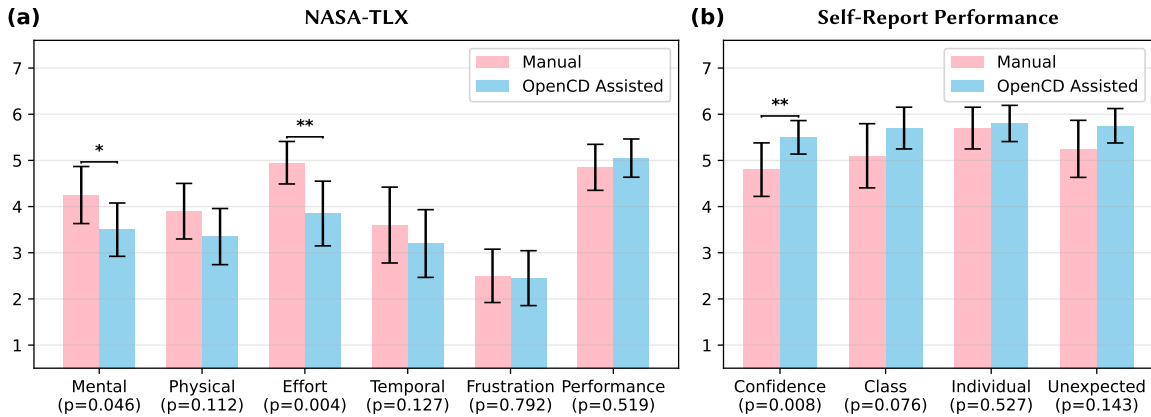 (a)
NASA-TLX
7
6
5
4
3
2
1
Manual
OpenCD Assisted
*
**
Mental
(p=0.046)
Physical
(p=0.112)
Effort
(p=0.004)
Temporal
(p=0.127)
Frustration
(p=0.792)
Performance
(p=0.519)
(b)
Self-Report Performance
7
6
5
4
3
2
1
Manual
OpenCD Assisted
**
Confidence
(p=0.008)
Class
(p=0.076)
Individual
(p=0.527)
Unexpected
(p=0.143)